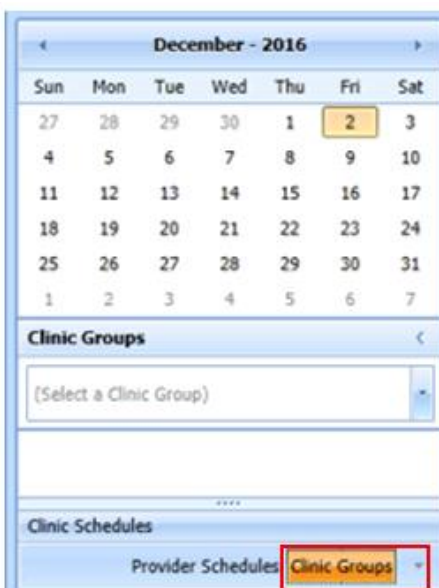 December - 2016
Sun Mon Tue Wed Thu Fri Sat
27 28 29 30 1 2 3
4 5 6 7 8 9 10
11 12 13 14 15 16 17
18 19 20 21 22 23 24
25 26 27 28 29 30 31
1 2 3 4 5 6 7
Clinic Groups
(Select a Clinic Group)
Clinic Schedules
Provider Schedules Clinic Groups